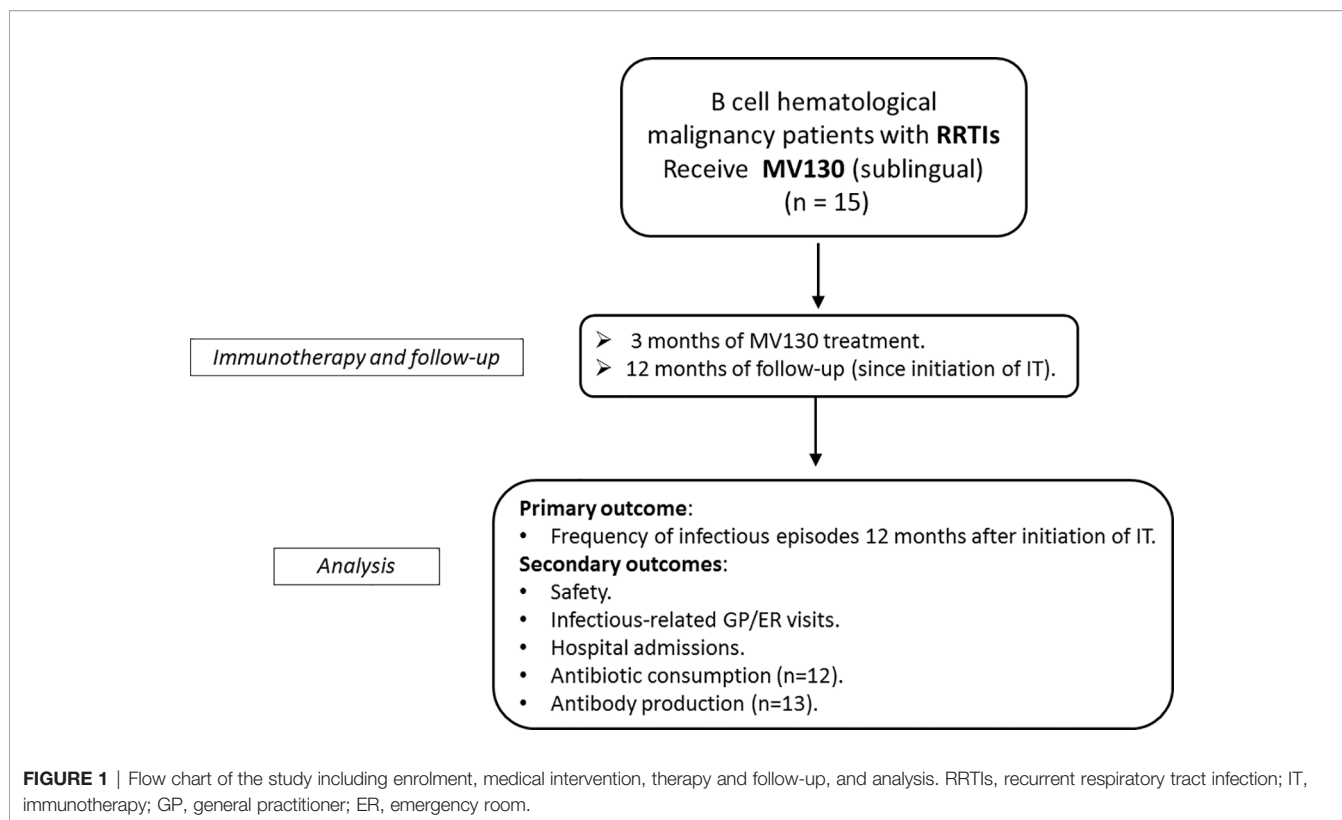 B cell hematological
malignancy patients with RRTIs
Receive MV130 (sublingual)
(n = 15)
Immunotherapy and follow-up
➢ 3 months of MV130 treatment.
➢ 12 months of follow-up (since initiation of IT).
Analysis
Primary outcome:
• Frequency of infectious episodes 12 months after initiation of IT.
Secondary outcomes:
• Safety.
• Infectious-related GP/ER visits.
• Hospital admissions.
• Antibiotic consumption (n=12).
• Antibody production (n=13).
FIGURE 1 | Flow chart of the study including enrolment, medical intervention, therapy and follow-up, and analysis. RRTIs, recurrent respiratory tract infection; IT,
immunotherapy; GP, general practitioner; ER, emergency room.